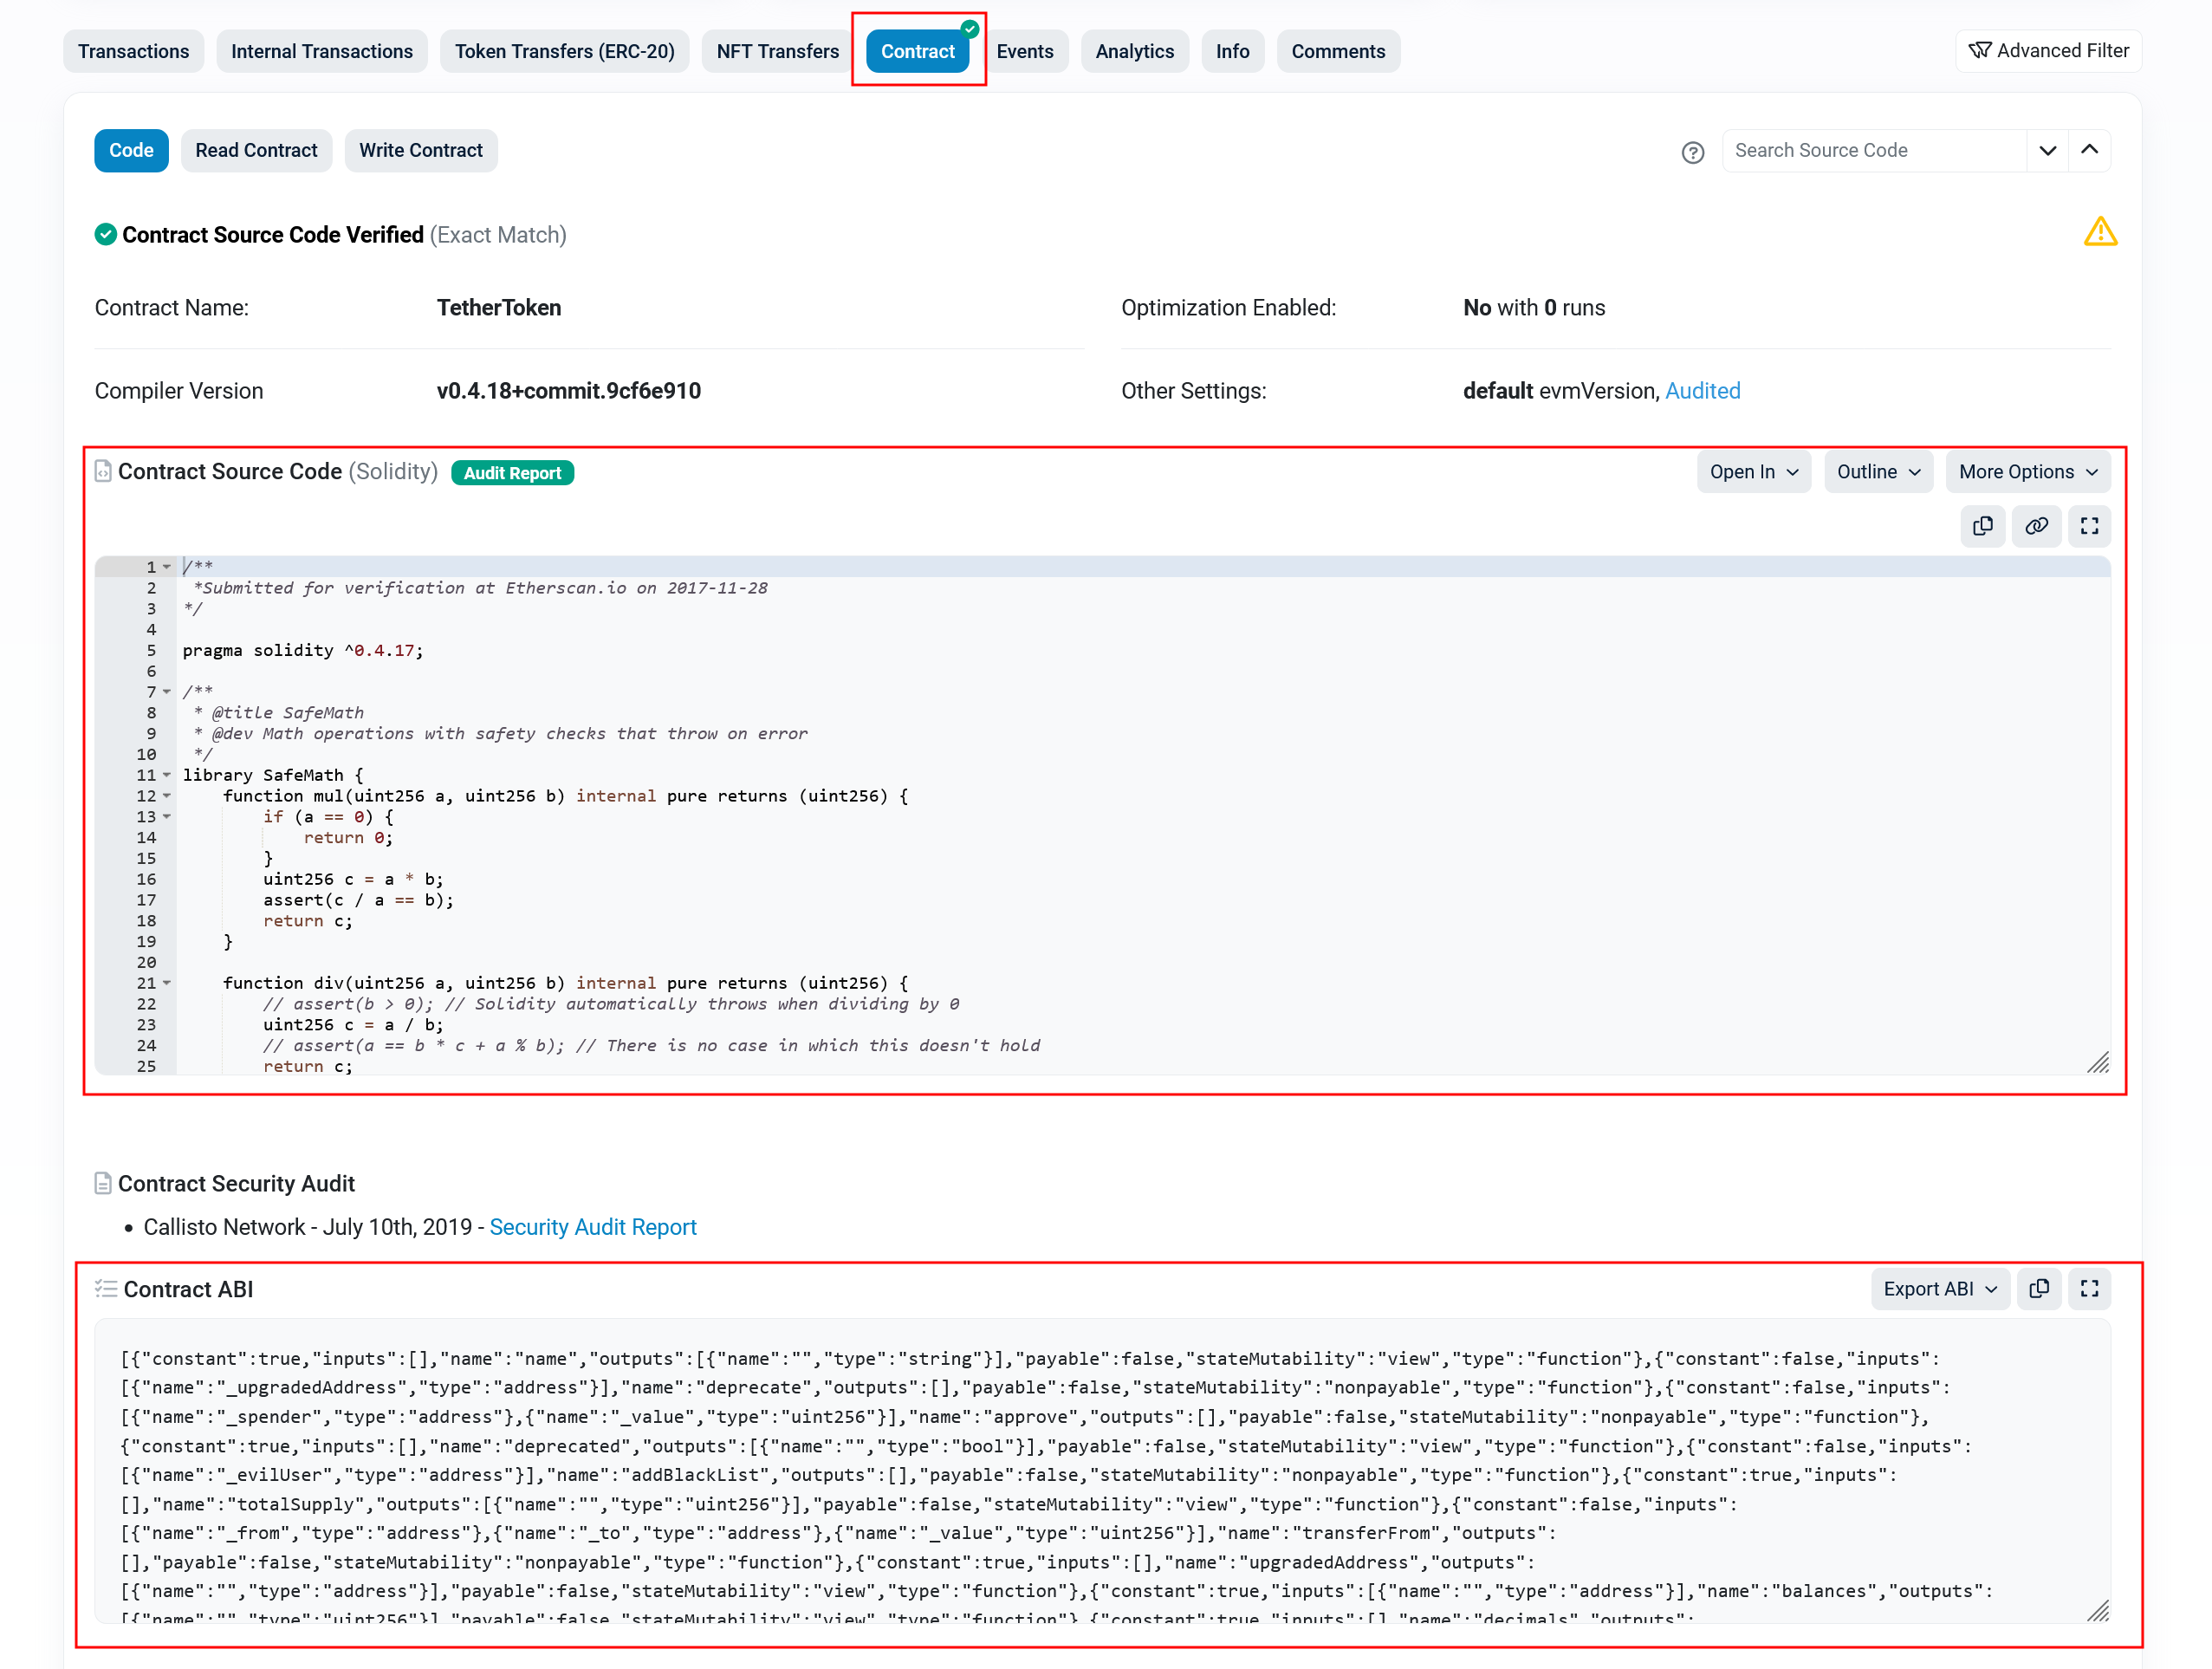 Transactions Internal Transactions Token Transfers (ERC-20) NFT Transfers Contract Events Analytics Info Comments Advanced Filter
Code Read Contract Write Contract Search Source Code
Contract Source Code Verified (Exact Match)
Contract Name: TetherToken Optimization Enabled: No with 0 runs
Compiler Version v0.4.18+commit.9cf6e910 Other Settings: default evmVersion, Audited
Contract Source Code (Solidity) Audit Report Open In Outline More Options
1 /**
2  *Submitted for verification at Etherscan.io on 2017-11-28
3 */
4
5 pragma solidity ^0.4.17;
6
7 /**
8  * @title SafeMath
9  * @dev Math operations with safety checks that throw on error
10  */
11 library SafeMath {
12     function mul(uint256 a, uint256 b) internal pure returns (uint256) {
13         if (a == 0) {
14             return 0;
15         }
16         uint256 c = a * b;
17         assert(c / a == b);
18         return c;
19     }
20
21     function div(uint256 a, uint256 b) internal pure returns (uint256) {
22         // assert(b > 0); // Solidity automatically throws when dividing by 0
23         uint256 c = a / b;
24         // assert(a == b * c + a % b); // There is no case in which this doesn't hold
25         return c;
Contract Security Audit
• Callisto Network - July 10th, 2019 - Security Audit Report
Contract ABI Export ABI
[{"constant":true,"inputs":[],"name":"name","outputs":[{"name":"","type":"string"}],"payable":false,"stateMutability":"view","type":"function"},{"constant":false,"inputs":
[{"name":"_upgradedAddress","type":"address"}],"name":"deprecate","outputs":[],"payable":false,"stateMutability":"nonpayable","type":"function"},{"constant":false,"inputs":
[{"name":"_spender","type":"address"},{"name":"_value","type":"uint256"}],"name":"approve","outputs":[],"payable":false,"stateMutability":"nonpayable","type":"function"},
{"constant":true,"inputs":[],"name":"deprecated","outputs":[{"name":"","type":"bool"}],"payable":false,"stateMutability":"view","type":"function"},{"constant":false,"inputs":
[{"name":"_evilUser","type":"address"}],"name":"addBlackList","outputs":[],"payable":false,"stateMutability":"nonpayable","type":"function"},{"constant":true,"inputs":
[],"name":"totalSupply","outputs":[{"name":"","type":"uint256"}],"payable":false,"stateMutability":"view","type":"function"},{"constant":false,"inputs":
[{"name":"_from","type":"address"},{"name":"_to","type":"address"},{"name":"_value","type":"uint256"}],"name":"transferFrom","outputs":
[],"payable":false,"stateMutability":"nonpayable","type":"function"},{"constant":true,"inputs":[],"name":"upgradedAddress","outputs":
[{"name":"","type":"address"}],"payable":false,"stateMutability":"view","type":"function"},{"constant":true,"inputs":[{"name":"","type":"address"}],"name":"balances","outputs":
[{"name":"","type":"uint256"}],"payable":false,"stateMutability":"view","type":"function"},{"constant":true,"inputs":[],"name":"decimals","outputs":